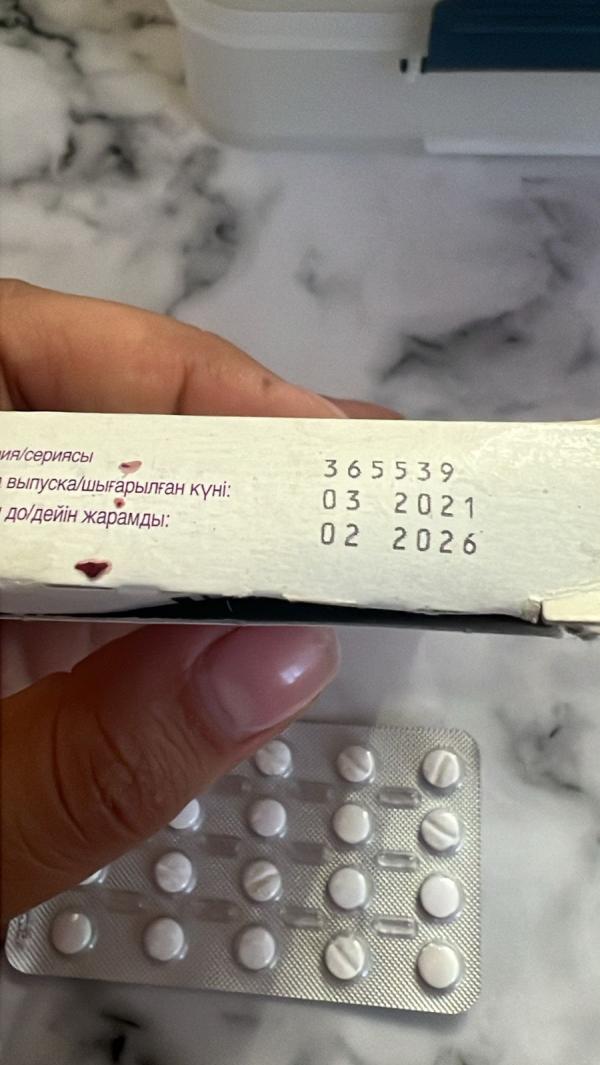 ия/сериясы 365539
выпуска/шығарылған күні: 03 2021
до/дейін жарамды: 02 2026